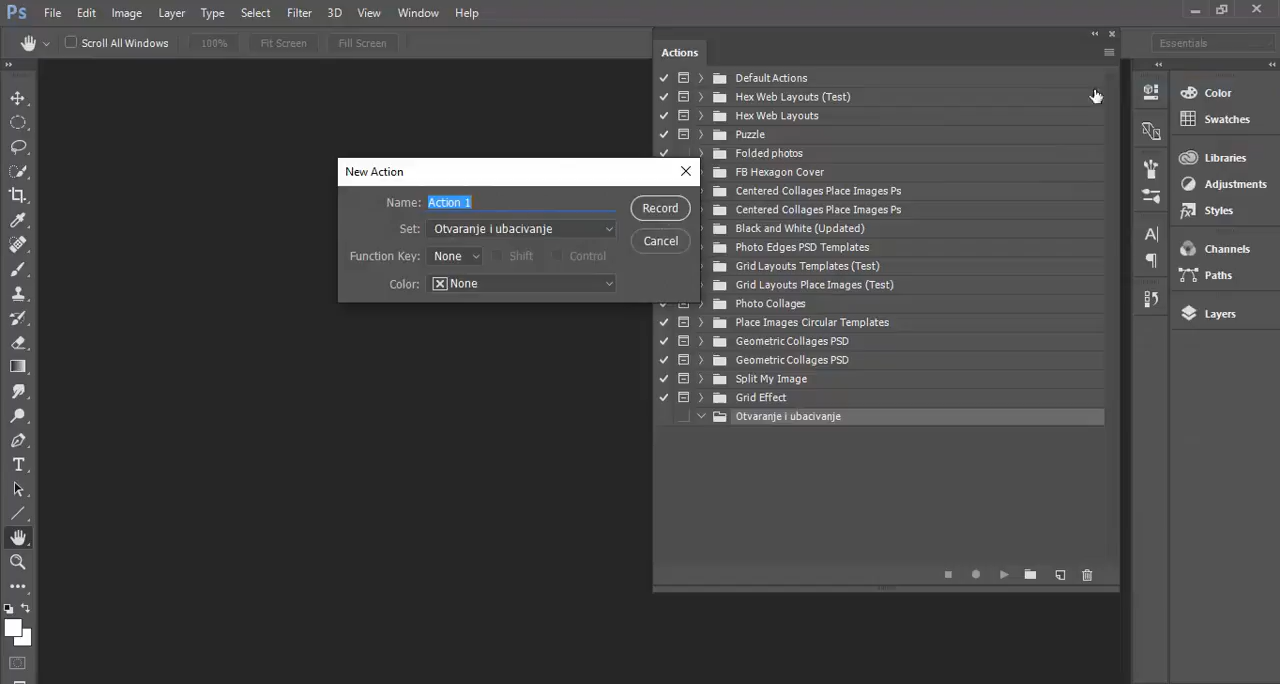 Ps File Edit Image Layer Type Select Filter 3D View Window Help
Scroll All Windows 100% Fit Screen Fill Screen Essentials
Actions
Default Actions
Hex Web Layouts (Test)
Hex Web Layouts
Puzzle
Folded photos
FB Hexagon Cover
Centered Collages Place Images Ps
Centered Collages Place Images Ps
Black and White (Updated)
Photo Edges PSD Templates
Grid Layouts Templates (Test)
Grid Layouts Place Images (Test)
Photo Collages
Place Images Circular Templates
Geometric Collages PSD
Geometric Collages PSD
Split My Image
Grid Effect
Otvaranje i ubacivanje
New Action
Name: Action 1 Record
Set: Otvaranje i ubacivanje Cancel
Function Key: None Shift Control
Color: None
Color
Swatches
Libraries
Adjustments
Styles
Channels
Paths
Layers